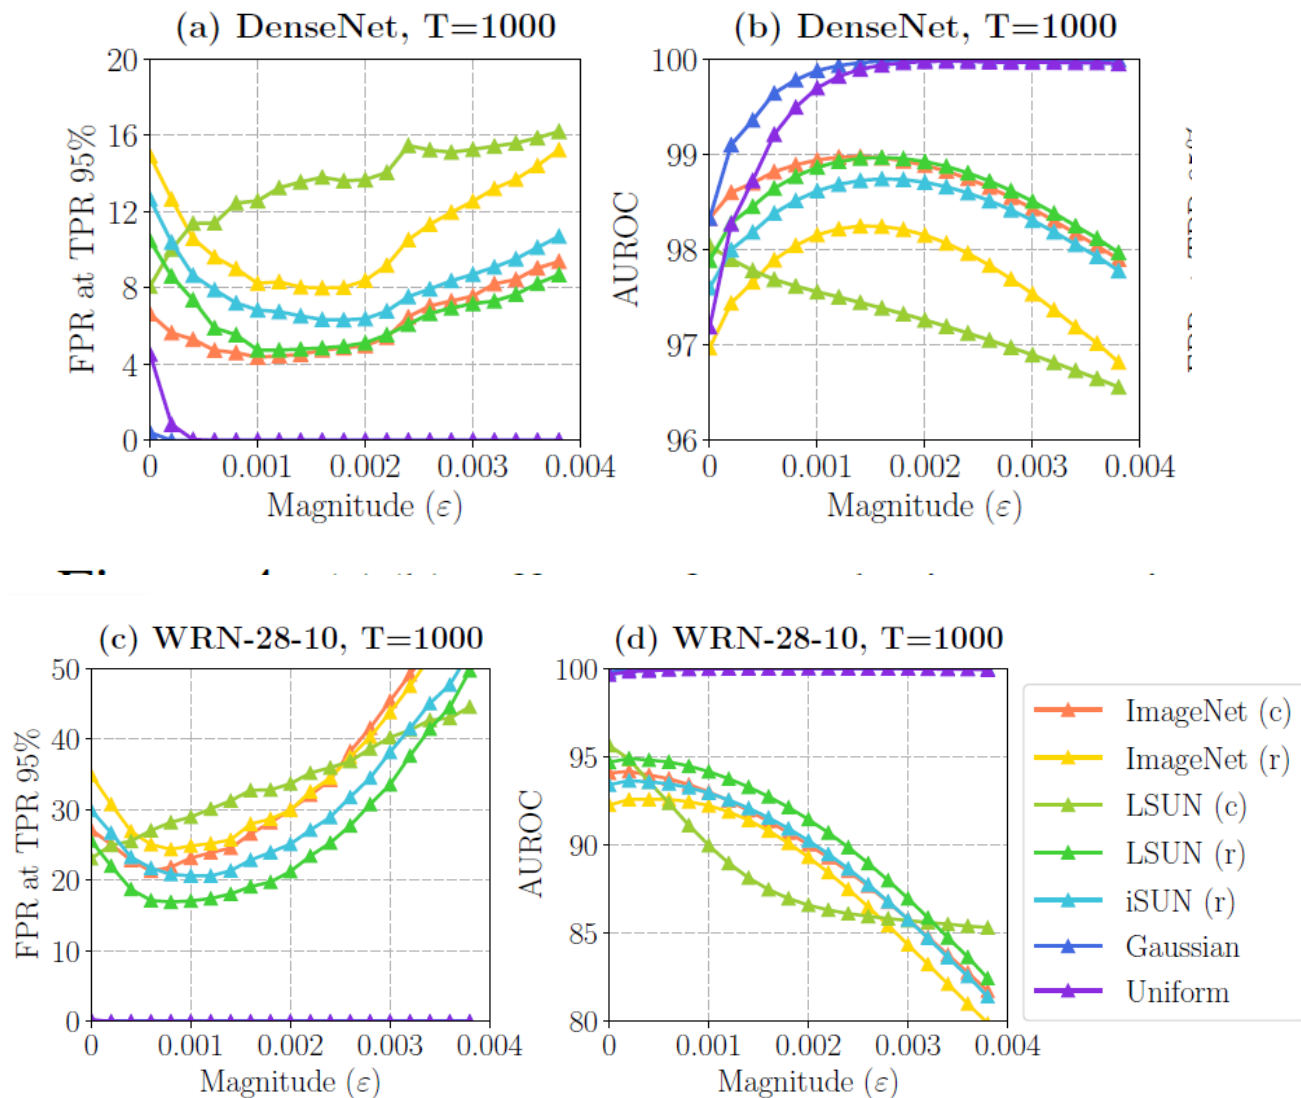 (a) DenseNet, T=1000
20
16
12
8
4
0
FPR at TPR 95%
0 0.001 0.002 0.003 0.004
Magnitude (ε)
(b) DenseNet, T=1000
100
99
98
97
96
AUROC
0 0.001 0.002 0.003 0.004
Magnitude (ε)
(c) WRN-28-10, T=1000
50
40
30
20
10
0
FPR at TPR 95%
0 0.001 0.002 0.003 0.004
Magnitude (ε)
(d) WRN-28-10, T=1000
100
95
90
85
80
AUROC
0 0.001 0.002 0.003 0.004
Magnitude (ε)
ImageNet (c)
ImageNet (r)
LSUN (c)
LSUN (r)
iSUN (r)
Gaussian
Uniform